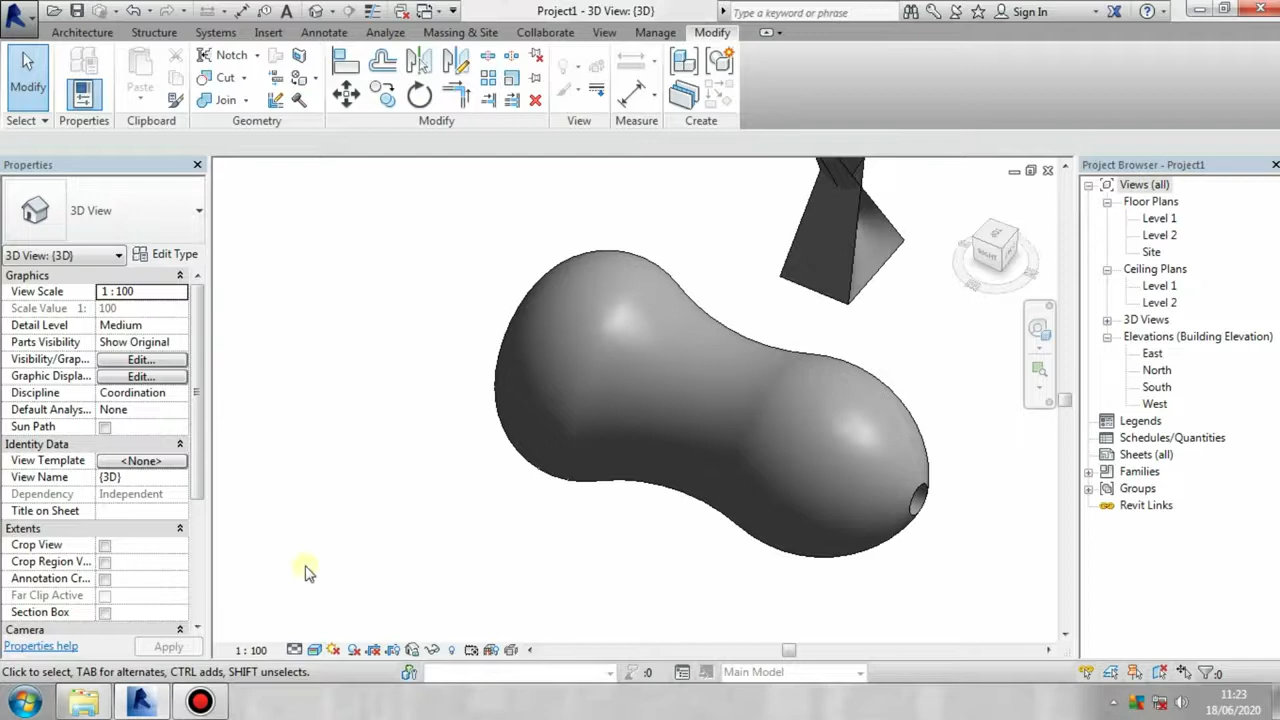 Project1 - 3D View: {3D}
Type a keyword or phrase
Sign In
Architecture Structure Systems Insert Annotate Analyze Massing & Site Collaborate View Manage Modify
Modify
Paste
Notch
Cut
Join
Select Properties Clipboard Geometry Modify View Measure Create
Properties
3D View
3D View: {3D} Edit Type
Graphics
View Scale 1 : 100
Scale Value 1: 100
Detail Level Medium
Parts Visibility Show Original
Visibility/Grap... Edit...
Graphic Displa... Edit...
Discipline Coordination
Default Analys... None
Sun Path
Identity Data
View Template <None>
View Name {3D}
Dependency Independent
Title on Sheet
Extents
Crop View
Crop Region V...
Annotation Cr...
Far Clip Active
Section Box
Camera
Properties help Apply
RIGHT
Project Browser - Project1
Views (all)
Floor Plans
Level 1
Level 2
Site
Ceiling Plans
Level 1
Level 2
3D Views
Elevations (Building Elevation)
East
North
South
West
Legends
Schedules/Quantities
Sheets (all)
Families
Groups
Revit Links
1 : 100
Click to select, TAB for alternates, CTRL adds, SHIFT unselects.
:0
Main Model
:0
11:23
18/06/2020